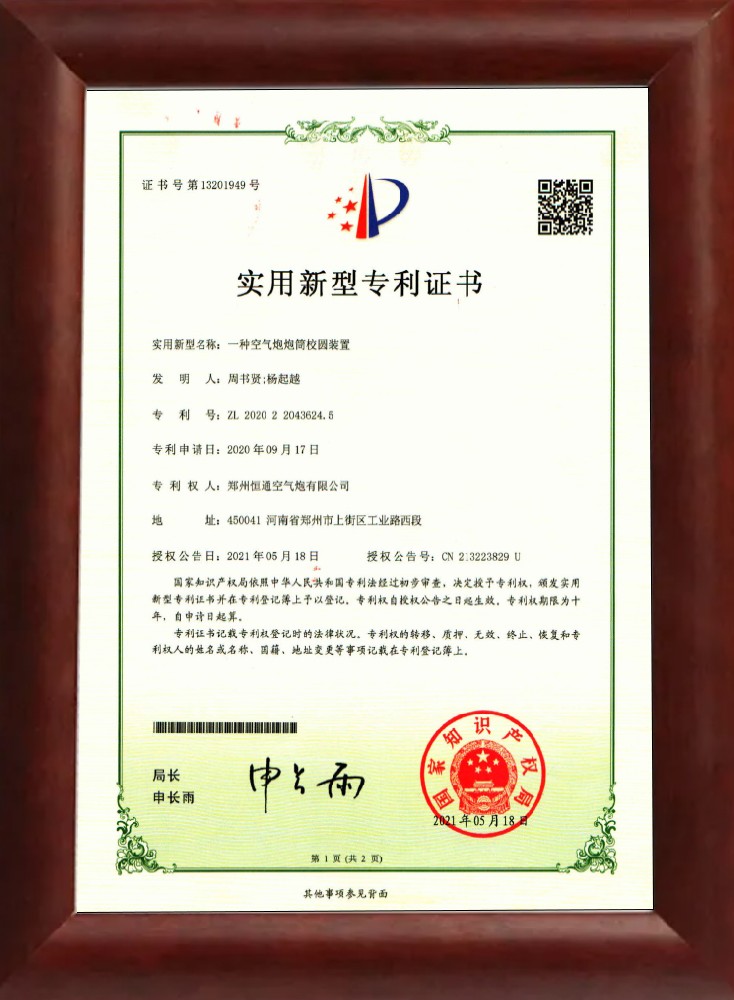 证书号第13201949号
实用新型专利证书
实用新型名称：一种空气炮炮筒校圆装置
发明人：周书贤;杨起越
专利号：ZL 2020 2 2043624.5
专利申请日：2020年09月17日
专利权人：郑州恒通空气炮有限公司
地址：450041 河南省郑州市上街区工业路西段
授权公告日：2021年05月18日 授权公告号：CN 213223829 U
国家知识产权局依照中华人民共和国专利法经过初步审查，决定授予专利权，颁发实用
新型专利证书并在专利登记簿上予以登记。专利权自授权公告之日起生效。专利权期限为十
年，自申请日起算。
专利证书记载专利权登记时的法律状况。专利权的转移、质押、无效、终止、恢复和专
利权人的姓名或名称、国籍、地址变更等事项记载在专利登记簿上。
局长
申长雨
申长雨
国家知识产权局
2021年05月18日
第 1 页 (共 2 页)
其他事项参见背面